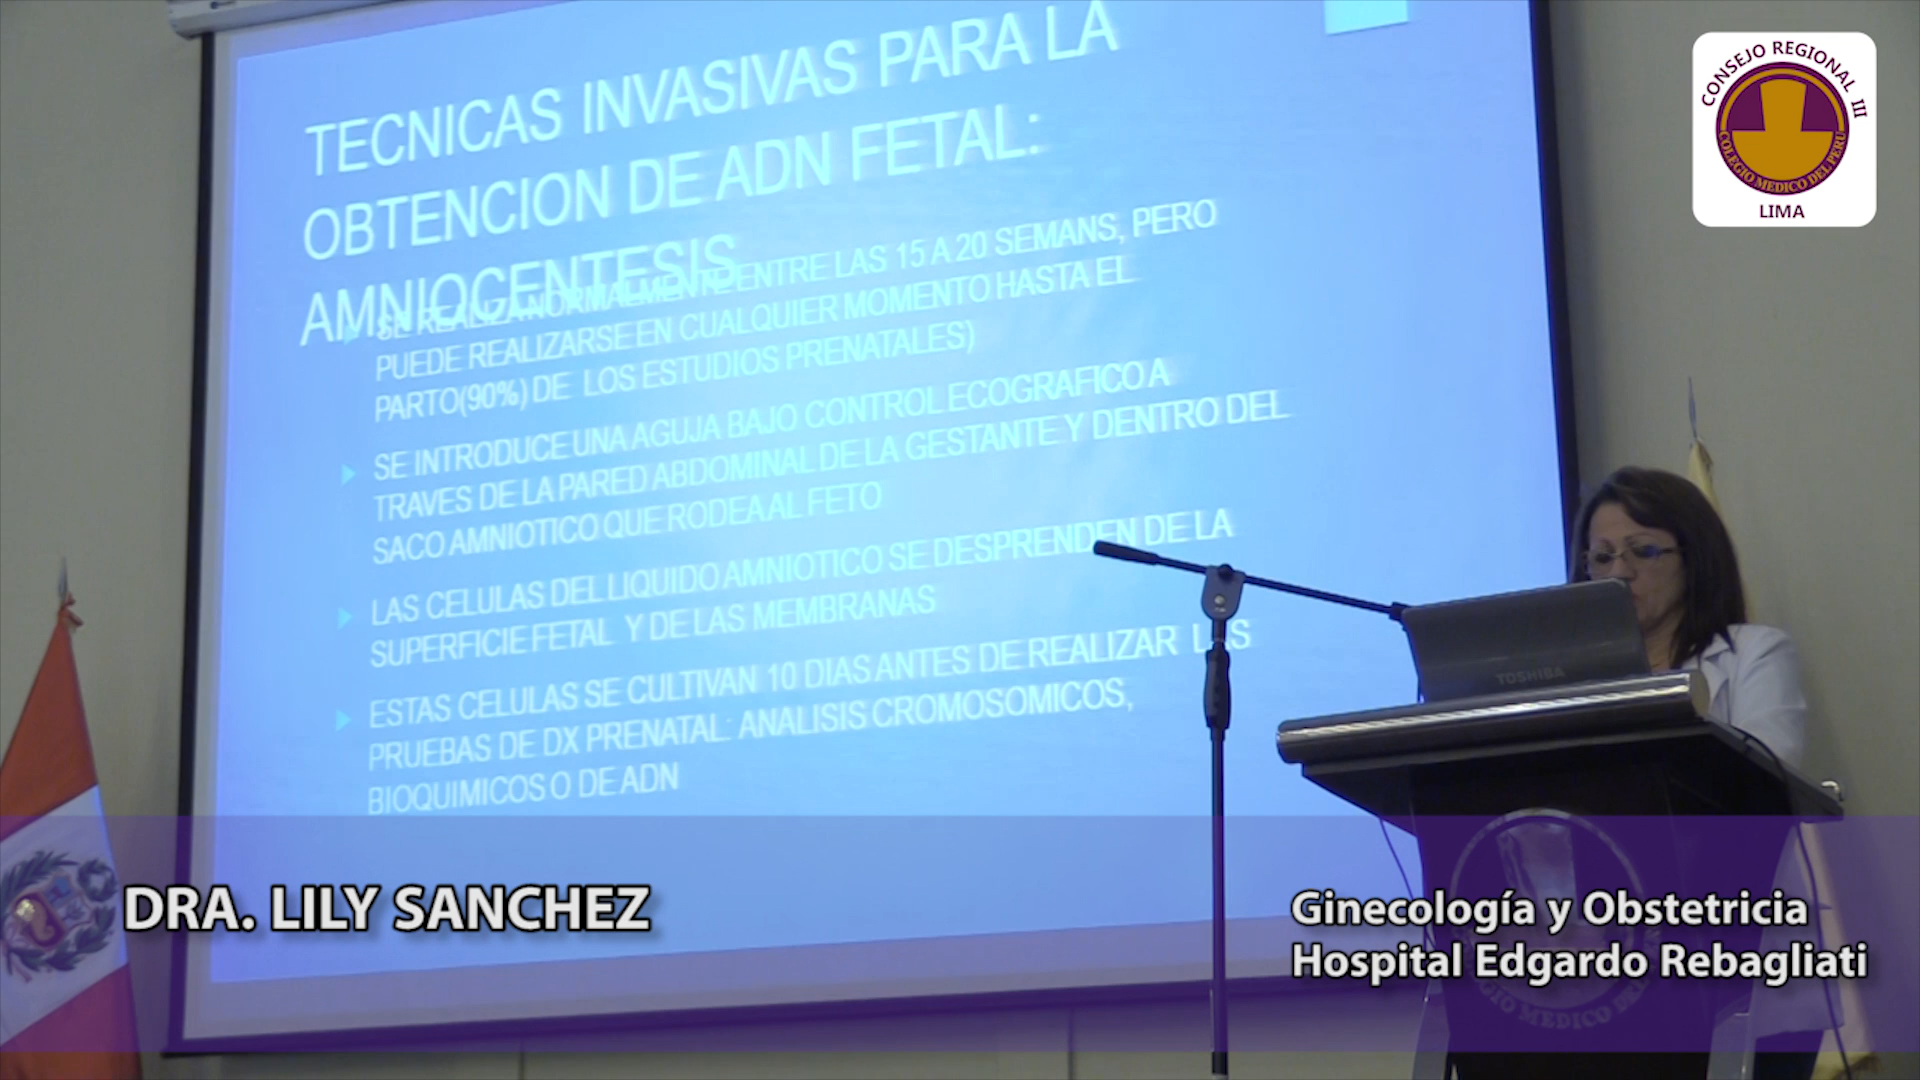 TECNICAS INVASIVAS PARA LA
OBTENCION DE ADN FETAL:
AMNIOCENTESIS
SE REALIZA NORMALMENTE ENTRE LAS 15 A 20 SEMANS, PERO
PUEDE REALIZARSE EN CUALQUIER MOMENTO HASTA EL
PARTO(90%) DE LOS ESTUDIOS PRENATALES)
SE INTRODUCE UNA AGUJA BAJO CONTROL ECOGRAFICO A
TRAVES DE LA PARED ABDOMINAL DE LA GESTANTE Y DENTRO DEL
SACO AMNIOTICO QUE RODEA AL FETO
LAS CELULAS DEL LIQUIDO AMNIOTICO SE DESPRENDEN DE LA
SUPERFICIE FETAL Y DE LAS MEMBRANAS
ESTAS CELULAS SE CULTIVAN 10 DIAS ANTES DE REALIZAR LAS
PRUEBAS DE DX PRENATAL: ANALISIS CROMOSOMICOS,
BIOQUIMICOS O DE ADN
CONSEJO REGIONAL III
COLEGIO MEDICO DEL PERU
LIMA
TOSHIBA
DRA. LILY SANCHEZ
Ginecología y Obstetricia
Hospital Edgardo Rebagliati